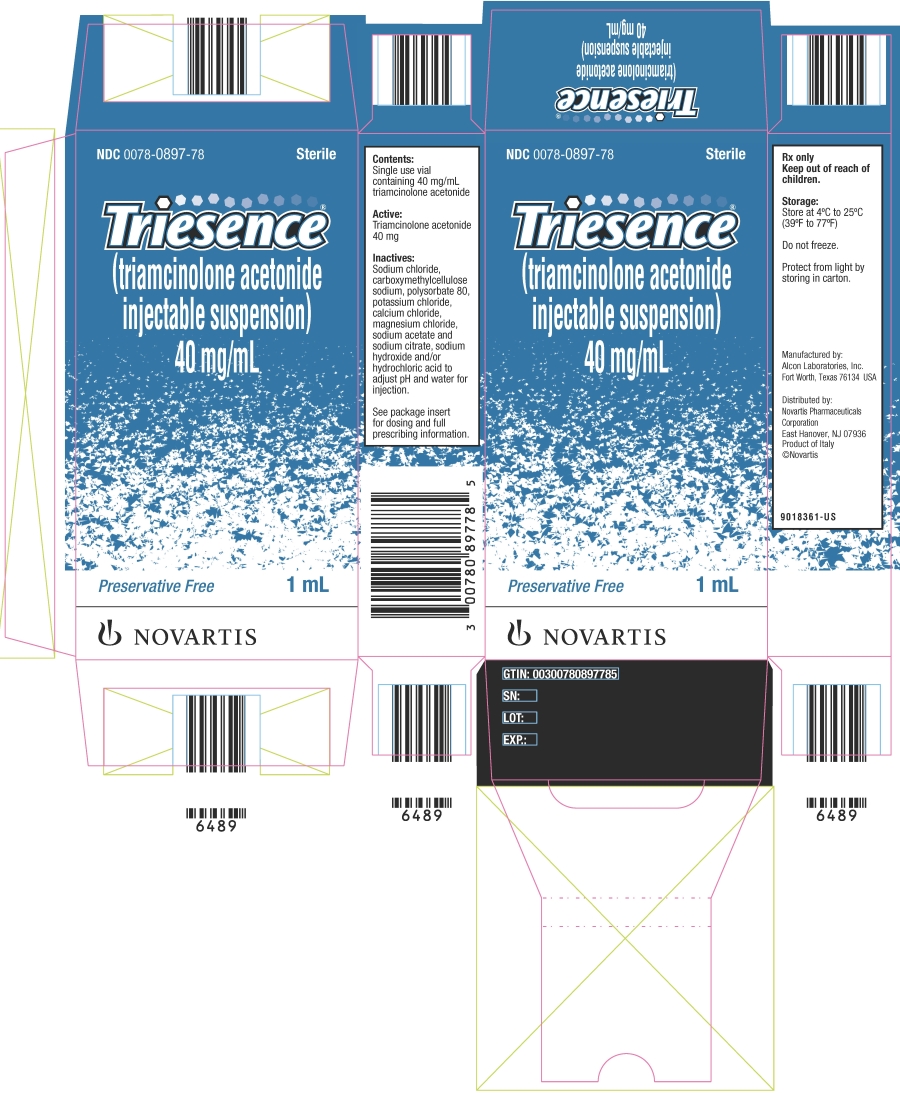 Triesence®
(triamcinolone acetonide
injectable suspension)
40 mg/mL
NDC 0078-0897-78
Sterile
Triesence®
(triamcinolone acetonide
injectable suspension)
40 mg/mL
Preservative Free
1 mL
NOVARTIS
Contents:
Single use vial
containing 40 mg/mL
triamcinolone acetonide
Active:
Triamcinolone acetonide
40 mg
Inactives:
Sodium chloride,
carboxymethylcellulose
sodium, polysorbate 80,
potassium chloride,
calcium chloride,
magnesium chloride,
sodium acetate and
sodium citrate, sodium
hydroxide and/or
hydrochloric acid to
adjust pH and water for
injection.
See package insert
for dosing and full
prescribing information.
3 00780 89778 5
NDC 0078-0897-78
Sterile
Triesence®
(triamcinolone acetonide
injectable suspension)
40 mg/mL
Preservative Free
1 mL
NOVARTIS
Rx only
Keep out of reach of
children.
Storage:
Store at 4ºC to 25ºC
(39ºF to 77ºF)
Do not freeze.
Protect from light by
storing in carton.
Manufactured by:
Alcon Laboratories, Inc.
Fort Worth, Texas 76134 USA
Distributed by:
Novartis Pharmaceuticals
Corporation
East Hanover, NJ 07936
Product of Italy
©Novartis
9018361-US
GTIN: 00300780897785
SN:
LOT:
EXP.:
6489
6489
6489